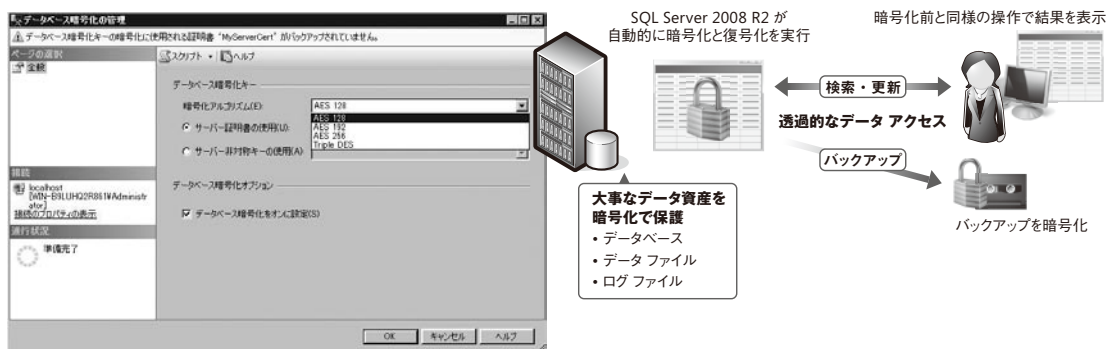 データベース暗号化の管理
データベース暗号化キーの暗号化に使用される証明書 "MyServerCert" がバックアップされていません。
ページの選択
全般
スクリプト
ヘルプ
データベース暗号化キー
暗号化アルゴリズム(E):
AES 128
AES 128
AES 192
AES 256
Triple DES
サーバー証明書の使用(U):
サーバー非対称キーの使用(A)
データベース暗号化オプション
データベース暗号化をオンに設定(S)
接続
localhost
[WIN-B9LUHQ2R861¥Administr
ator]
接続のプロパティの表示
進行状況
準備完了
OK
キャンセル
ヘルプ
SQL Server 2008 R2 が
自動的に暗号化と復号化を実行
暗号化前と同様の操作で結果を表示
検索・更新
透過的なデータ アクセス
バックアップ
バックアップを暗号化
大事なデータ資産を
暗号化で保護
• データベース
• データ ファイル
• ログ ファイル